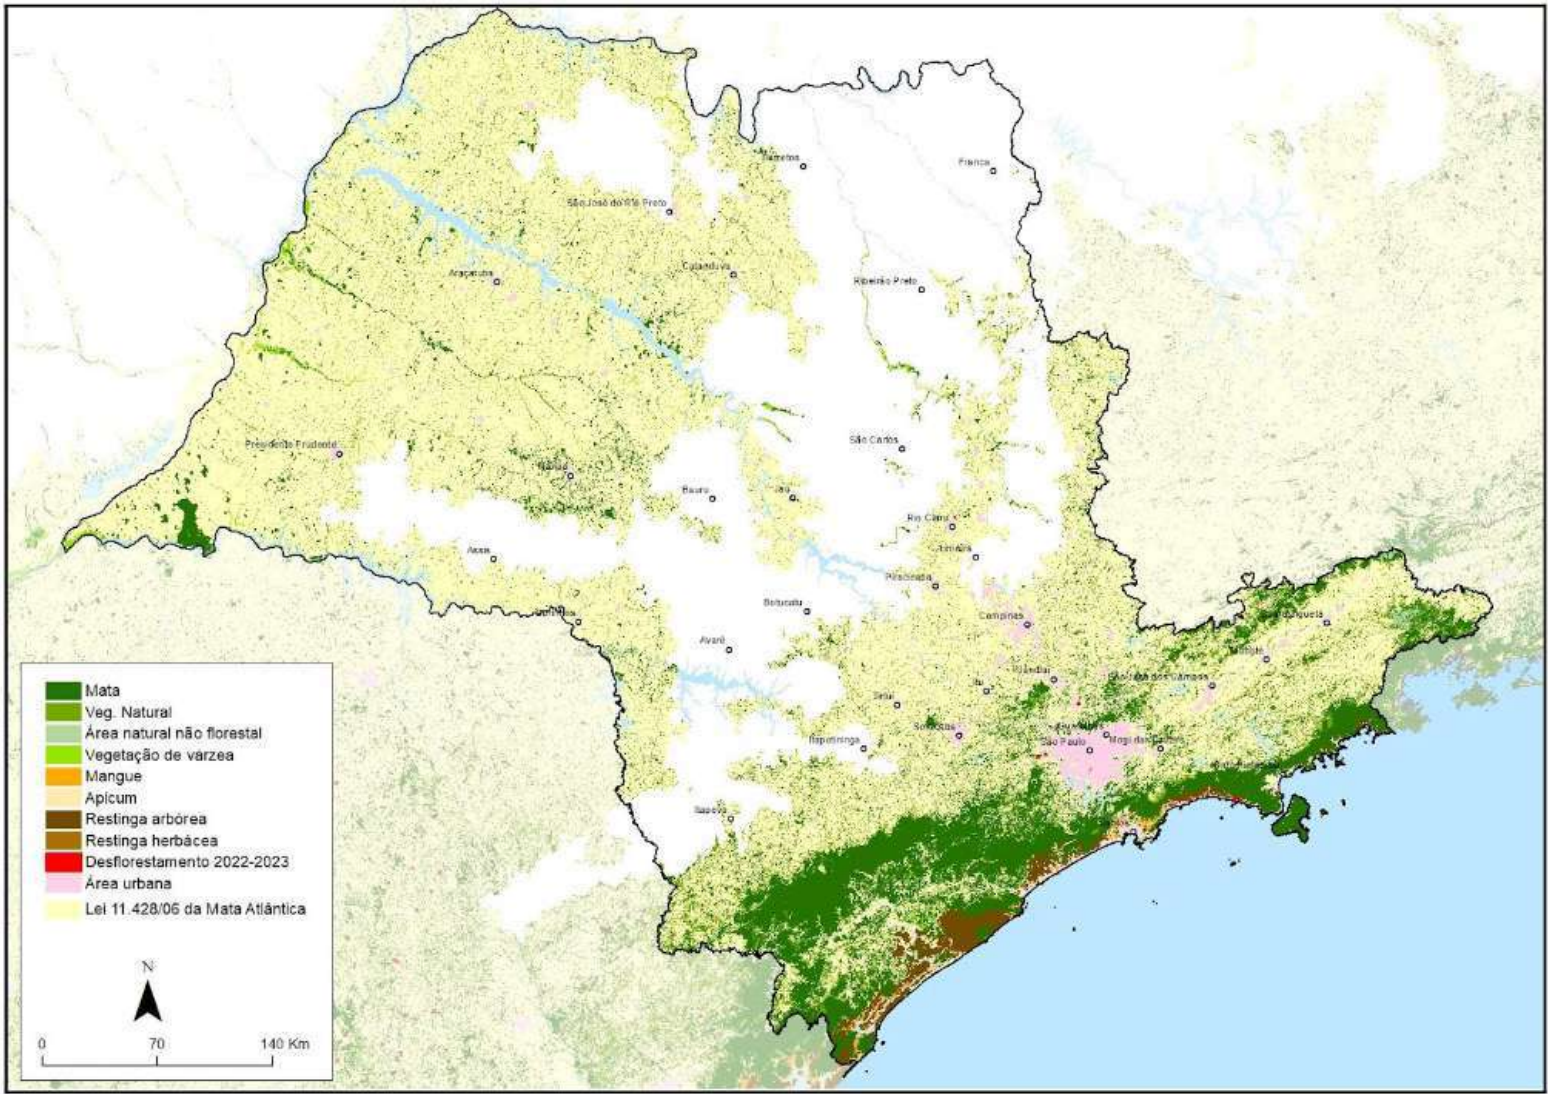 Barretos
Franca
São José do Rio Preto
Catanduva
Araçatuba
Ribeirão Preto
São Carlos
Presidente Prudente
Marília
Bauru
Jaú
Rio Claro
Limeira
Assis
Piracicaba
Botucatu
Campinas
Avaré
Jundiaí
Itu
São José dos Campos
Tatuí
Sorocaba
Itapetininga
São Paulo
Mogi das Cruzes
Itapeva
Mata
Veg. Natural
Área natural não florestal
Vegetação de várzea
Mangue
Apicum
Restinga arbórea
Restinga herbácea
Desflorestamento 2022-2023
Área urbana
Lei 11.428/06 da Mata Atlântica
N
0 70 140 Km